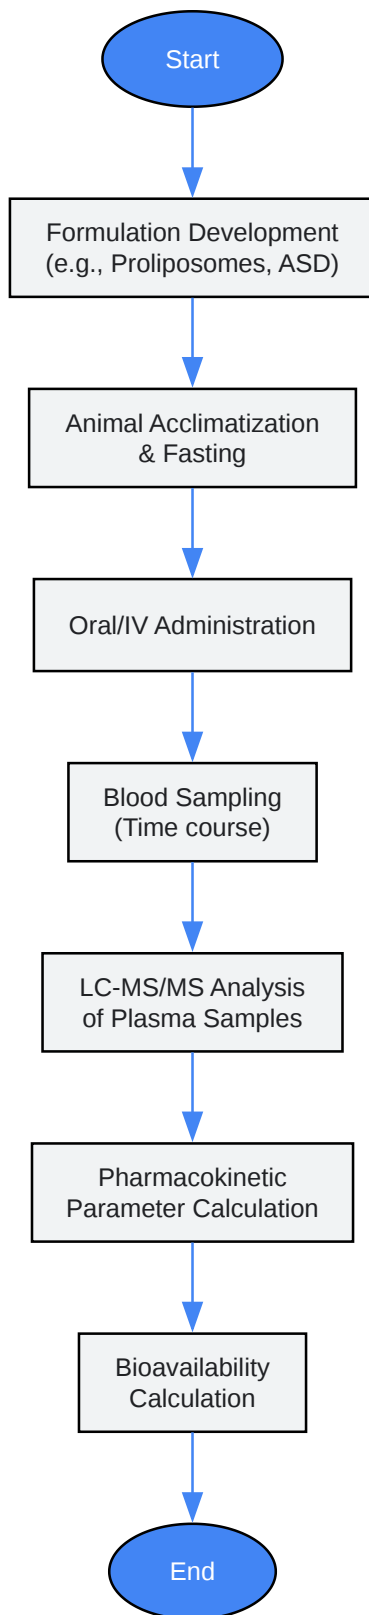 Start
Formulation Development
(e.g., Proliposomes, ASD)
Animal Acclimatization
& Fasting
Oral/IV Administration
Blood Sampling
(Time course)
LC-MS/MS Analysis
of Plasma Samples
Pharmacokinetic
Parameter Calculation
Bioavailability
Calculation
End